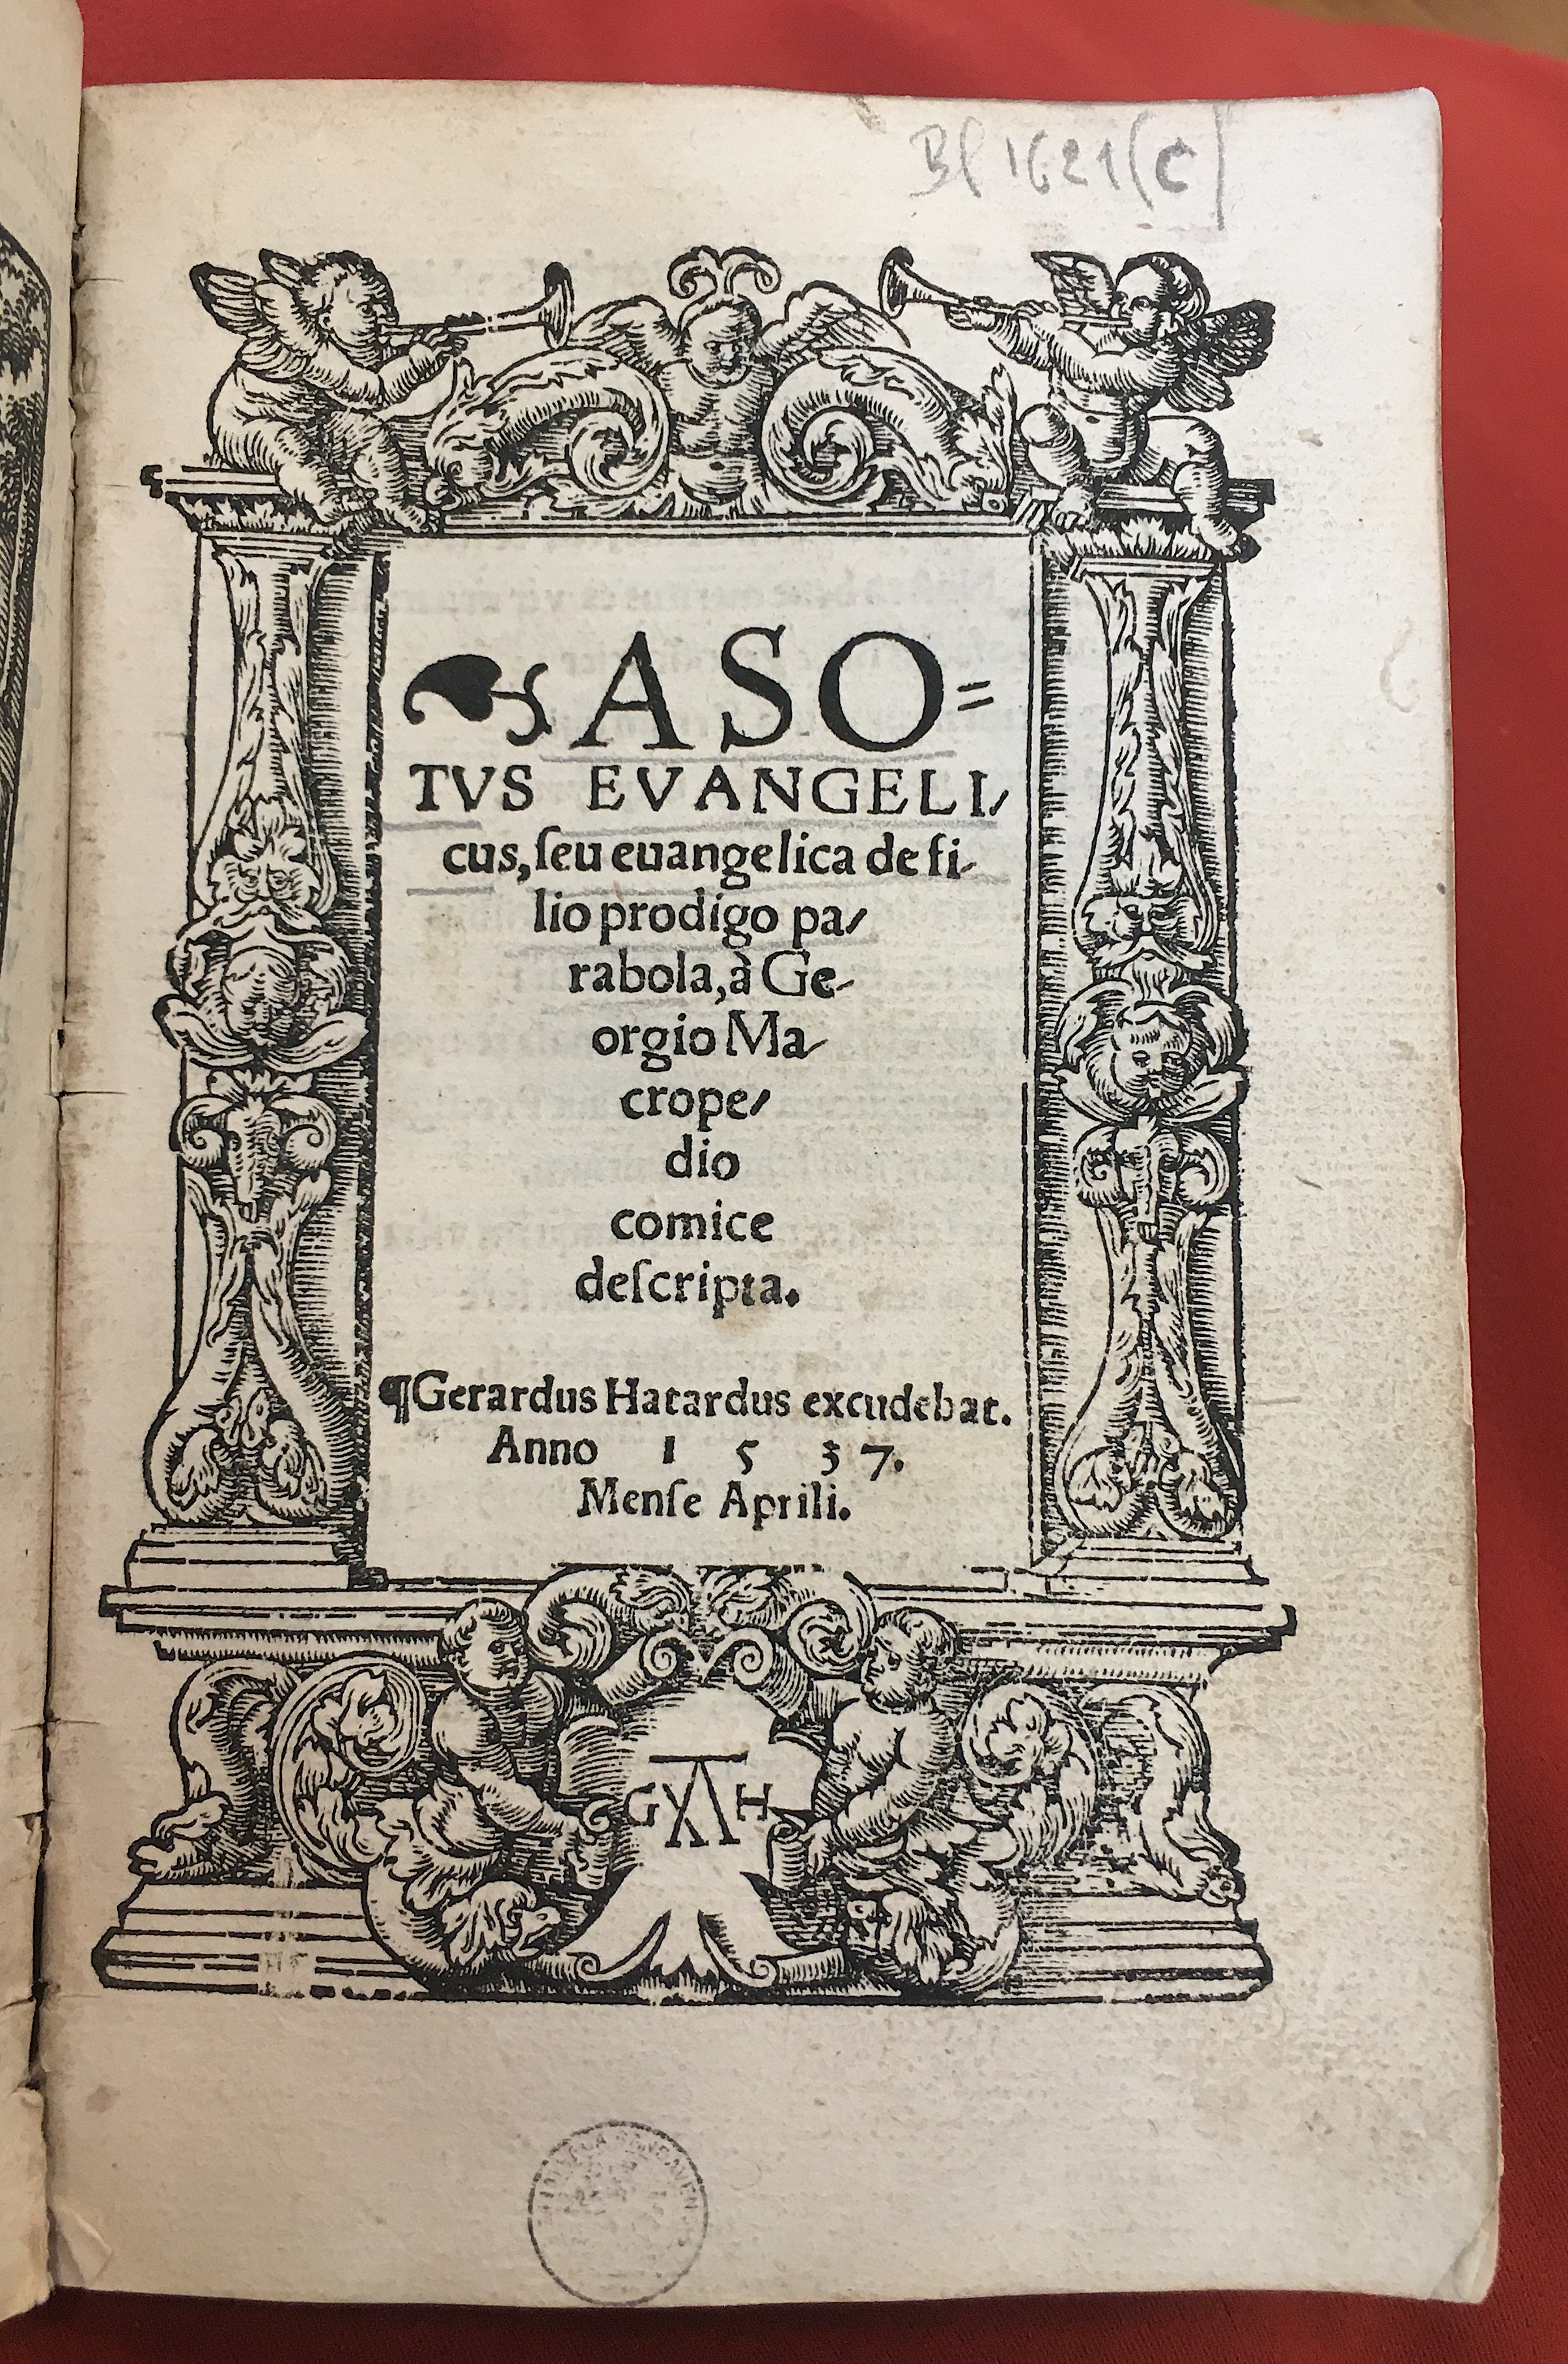 Bl 1621 (C)
❧ ASO=
TVS EVANGELI,
cus, ſeu euangelica de fi-
lio prodigo pa/
rabola, à Ge-
orgio Ma-
crope/
dio
comice
deſcripta.
¶Gerardus Hatardus excudebat.
Anno 1 5 3 7.
Menſe Aprili.
G H